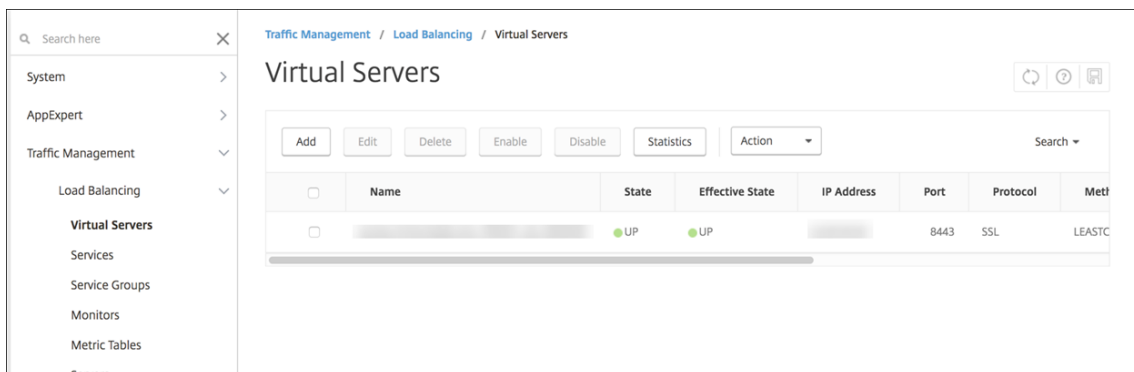 Search here
System
AppExpert
Traffic Management
Load Balancing
Virtual Servers
Services
Service Groups
Monitors
Metric Tables
Traffic Management / Load Balancing / Virtual Servers
Virtual Servers
Add Edit Delete Enable Disable Statistics Action Search
Name State Effective State IP Address Port Protocol
UP UP 8443 SSL